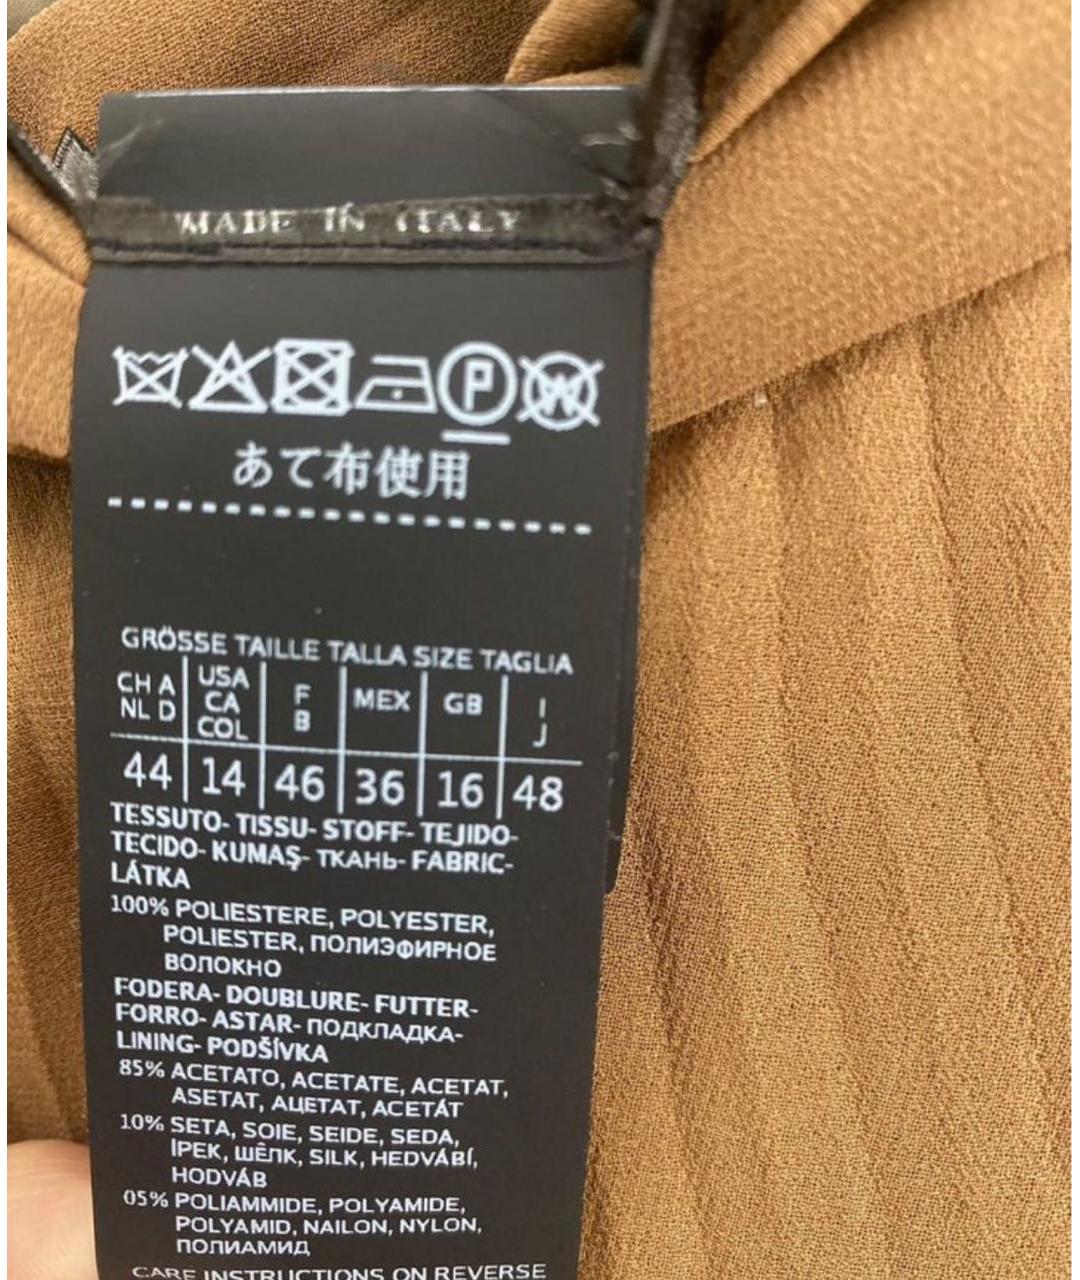 MADE IN ITALY
P W
あて布使用
GRÖSSE TAILLE TALLA SIZE TAGLIA
CH A NL D | USA CA COL | F B | MEX | GB | I J
44 | 14 | 46 | 36 | 16 | 48
TESSUTO- TISSU- STOFF- TEJIDO-
TECIDO- KUMAŞ- ТКАНЬ- FABRIC-
LÁTKA
100% POLIESTERE, POLYESTER,
POLIESTER, ПОЛИЭФИРНОЕ
ВОЛОКНО
FODERA- DOUBLURE- FUTTER-
FORRO- ASTAR- ПОДКЛАДКА-
LINING- PODŠÍVKA
85% ACETATO, ACETATE, ACETAT,
ASETAT, АЦЕТАТ, ACETÁT
10% SETA, SOIE, SEIDE, SEDA,
İPEK, ШЁЛК, SILK, HEDVÁBÍ,
HODVÁB
05% POLIAMMIDE, POLYAMIDE,
POLYAMID, NAILON, NYLON,
ПОЛИАМИД
CARE INSTRUCTIONS ON REVERSE